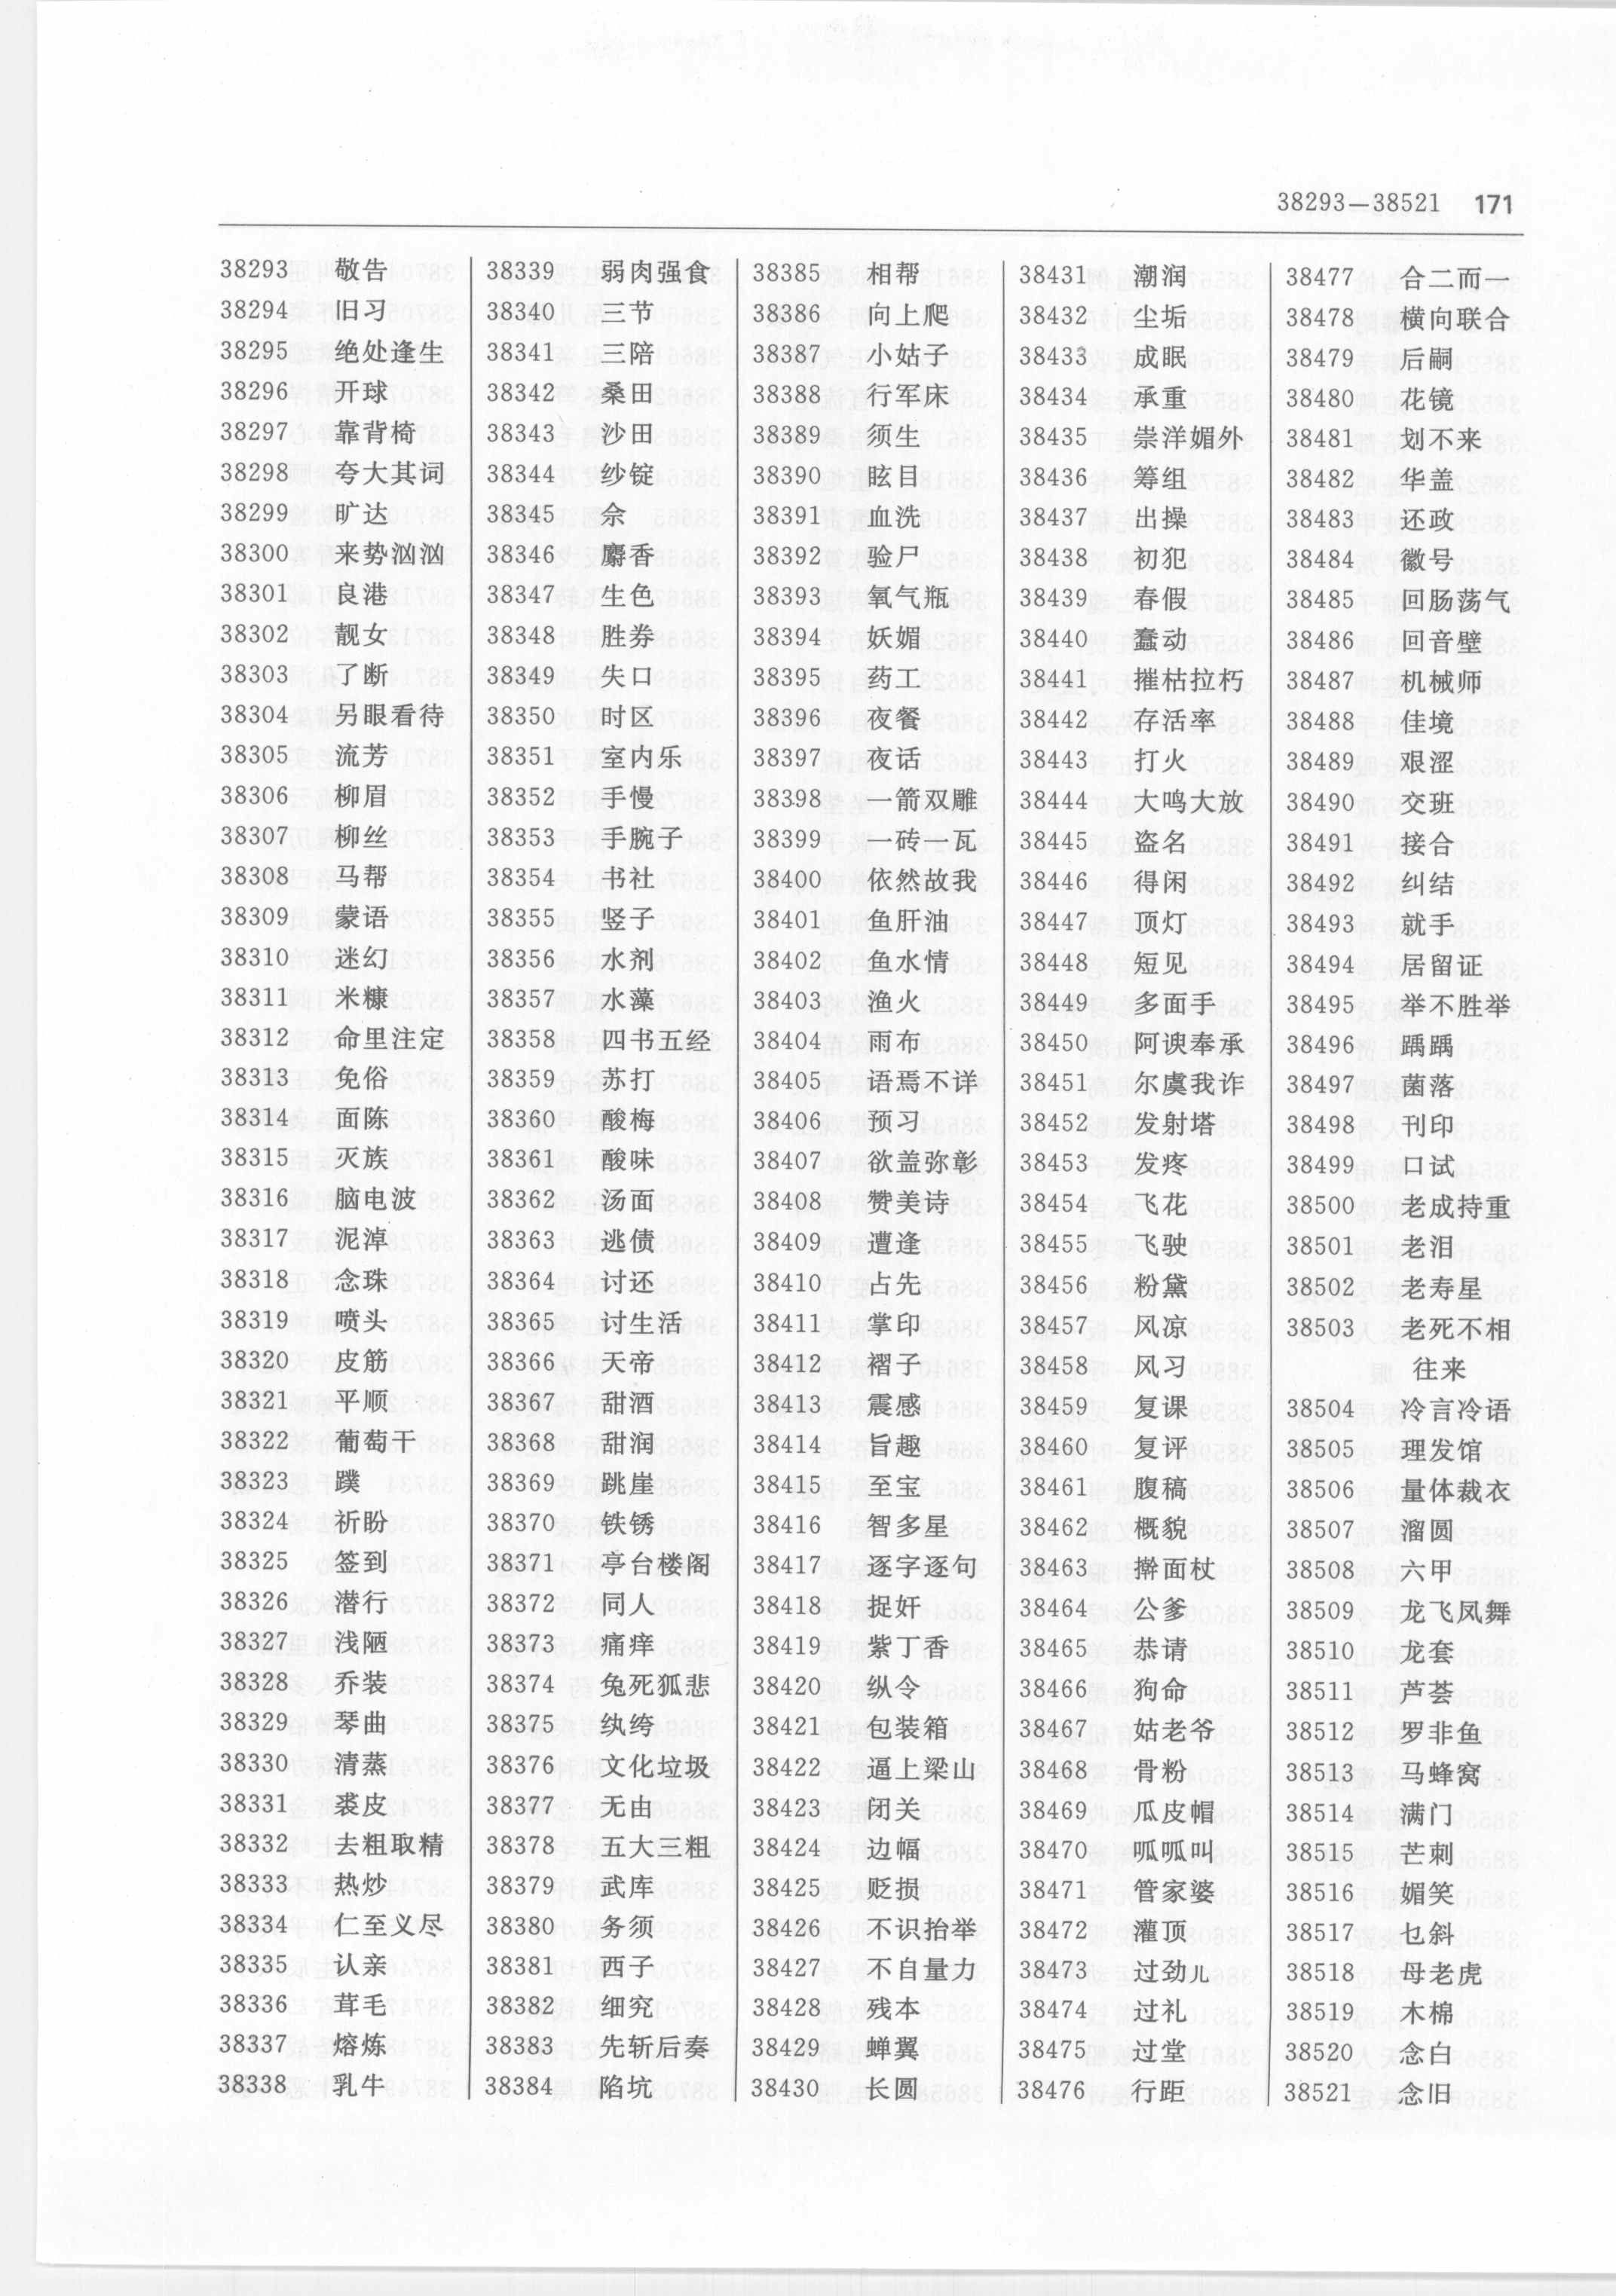 38293—38521 171
38293 敬告
38294 旧习
38295 绝处逢生
38296 开球
38297 靠背椅
38298 夸大其词
38299 旷达
38300 来势汹汹
38301 良港
38302 靓女
38303 了断
38304 另眼看待
38305 流芳
38306 柳眉
38307 柳丝
38308 马帮
38309 蒙语
38310 迷幻
38311 米糠
38312 命里注定
38313 免俗
38314 面陈
38315 灭族
38316 脑电波
38317 泥淖
38318 念珠
38319 喷头
38320 皮筋
38321 平顺
38322 葡萄干
38323 蹼
38324 祈盼
38325 签到
38326 潜行
38327 浅陋
38328 乔装
38329 琴曲
38330 清蒸
38331 裘皮
38332 去粗取精
38333 热炒
38334 仁至义尽
38335 认亲
38336 茸毛
38337 熔炼
38338 乳牛
38339 弱肉强食
38340 三节
38341 三陪
38342 桑田
38343 沙田
38344 纱锭
38345 佘
38346 麝香
38347 生色
38348 胜券
38349 失口
38350 时区
38351 室内乐
38352 手慢
38353 手腕子
38354 书社
38355 竖子
38356 水剂
38357 水藻
38358 四书五经
38359 苏打
38360 酸梅
38361 酸味
38362 汤面
38363 逃债
38364 讨还
38365 讨生活
38366 天帝
38367 甜酒
38368 甜润
38369 跳崖
38370 铁锈
38371 亭台楼阁
38372 同人
38373 痛痒
38374 兔死狐悲
38375 纨绔
38376 文化垃圾
38377 无由
38378 五大三粗
38379 武库
38380 务须
38381 西子
38382 细究
38383 先斩后奏
38384 陷坑
38385 相帮
38386 向上爬
38387 小姑子
38388 行军床
38389 须生
38390 眩目
38391 血洗
38392 验尸
38393 氧气瓶
38394 妖媚
38395 药工
38396 夜餐
38397 夜话
38398 一箭双雕
38399 一砖一瓦
38400 依然故我
38401 鱼肝油
38402 鱼水情
38403 渔火
38404 雨布
38405 语焉不详
38406 预习
38407 欲盖弥彰
38408 赞美诗
38409 遭逢
38410 占先
38411 掌印
38412 褶子
38413 震感
38414 旨趣
38415 至宝
38416 智多星
38417 逐字逐句
38418 捉奸
38419 紫丁香
38420 纵令
38421 包装箱
38422 逼上梁山
38423 闭关
38424 边幅
38425 贬损
38426 不识抬举
38427 不自量力
38428 残本
38429 蝉翼
38430 长圆
38431 潮润
38432 尘垢
38433 成眠
38434 承重
38435 崇洋媚外
38436 筹组
38437 出操
38438 初犯
38439 春假
38440 蠢动
38441 摧枯拉朽
38442 存活率
38443 打火
38444 大鸣大放
38445 盗名
38446 得闲
38447 顶灯
38448 短见
38449 多面手
38450 阿谀奉承
38451 尔虞我诈
38452 发射塔
38453 发疼
38454 飞花
38455 飞驶
38456 粉黛
38457 风凉
38458 风习
38459 复课
38460 复评
38461 腹稿
38462 概貌
38463 擀面杖
38464 公爹
38465 恭请
38466 狗命
38467 姑老爷
38468 骨粉
38469 瓜皮帽
38470 呱呱叫
38471 管家婆
38472 灌顶
38473 过劲儿
38474 过礼
38475 过堂
38476 行距
38477 合二而一
38478 横向联合
38479 后嗣
38480 花镜
38481 划不来
38482 华盖
38483 还政
38484 徽号
38485 回肠荡气
38486 回音壁
38487 机械师
38488 佳境
38489 艰涩
38490 交班
38491 接合
38492 纠结
38493 就手
38494 居留证
38495 举不胜举
38496 踽踽
38497 菌落
38498 刊印
38499 口试
38500 老成持重
38501 老泪
38502 老寿星
38503 老死不相
往来
38504 冷言冷语
38505 理发馆
38506 量体裁衣
38507 溜圆
38508 六甲
38509 龙飞凤舞
38510 龙套
38511 芦荟
38512 罗非鱼
38513 马蜂窝
38514 满门
38515 芒刺
38516 媚笑
38517 乜斜
38518 母老虎
38519 木棉
38520 念白
38521 念旧